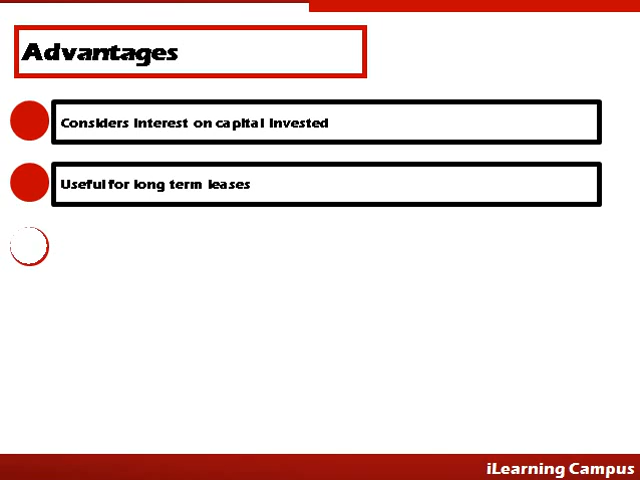 Advantages
Considers interest on capital invested
Useful for long term leases
iLearning Campus